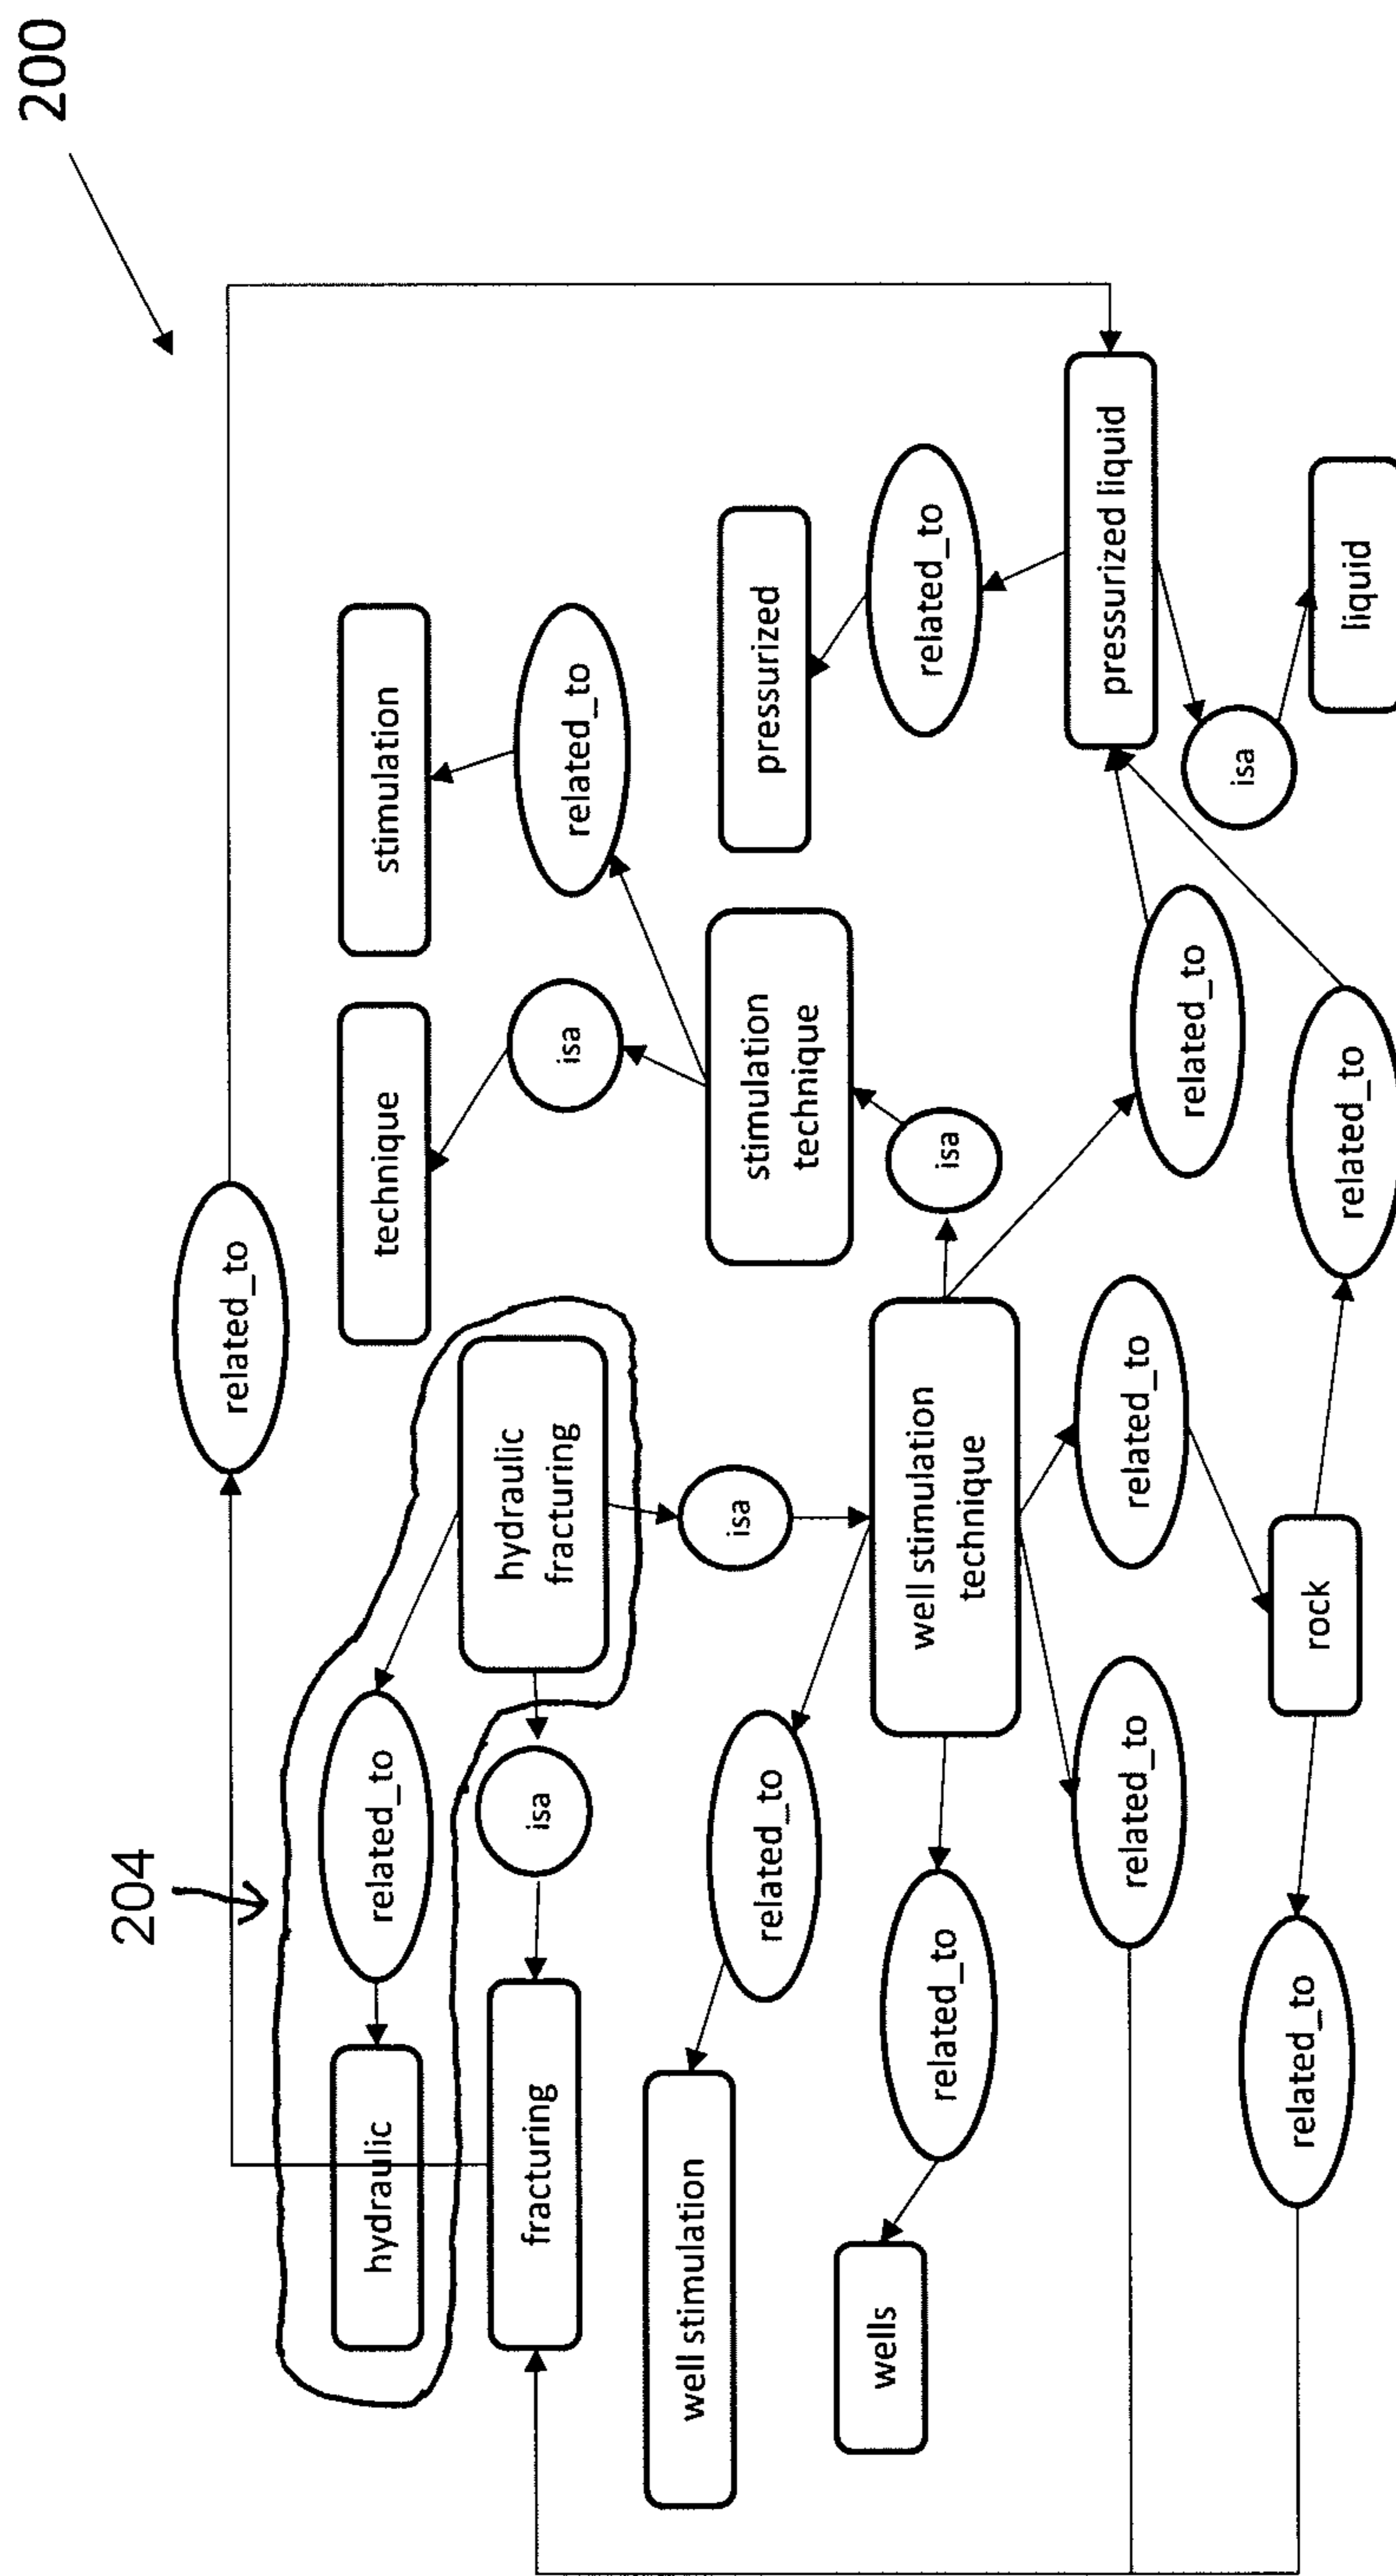 200
204
related_to
hydraulic
related_to
technique
stimulation
fracturing
isa
hydraulic
fracturing
isa
related_to
well stimulation
related_to
isa
stimulation
technique
pressurized
wells
related_to
well stimulation
technique
isa
related_to
related_to
related_to
related_to
pressurized liquid
related_to
rock
related_to
isa
liquid